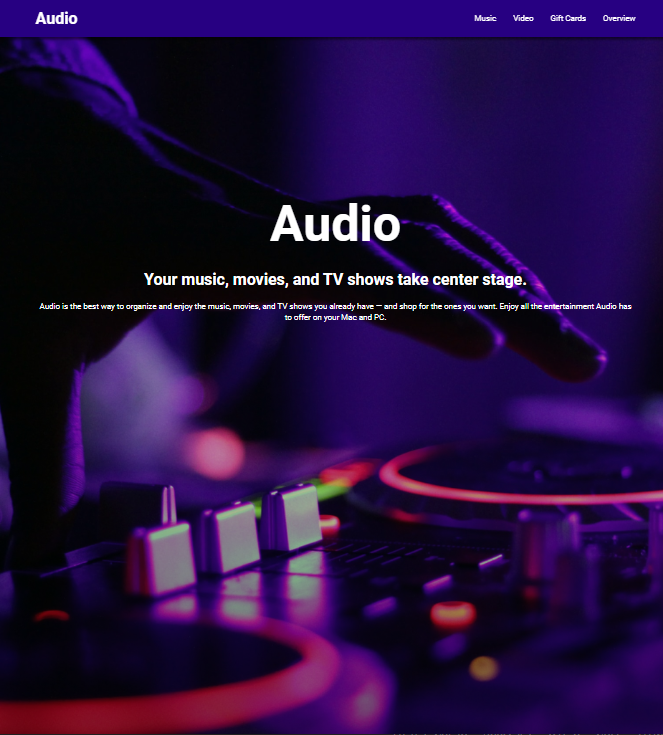 Audio
Music Video Gift Cards Overview
Audio
Your music, movies, and TV shows take center stage.
Audio is the best way to organize and enjoy the music, movies, and TV shows you already have — and shop for the ones you want. Enjoy all the entertainment Audio has
to offer on your Mac and PC.